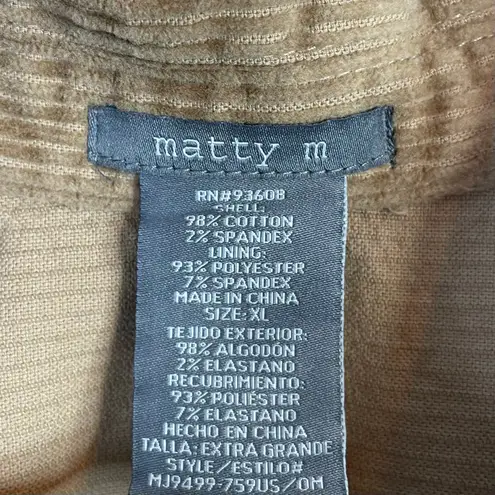 matty m
RN#93608
SHELL:
98% COTTON
2% SPANDEX
LINING:
93% POLYESTER
7% SPANDEX
MADE IN CHINA
SIZE: XL
TEJIDO EXTERIOR:
98% ALGODÓN
2% ELASTANO
RECUBRIMIENTO:
93% POLIÉSTER
7% ELASTANO
HECHO EN CHINA
TALLA: EXTRA GRANDE
STYLE/ESTILO#
MJ9499-759US/OM